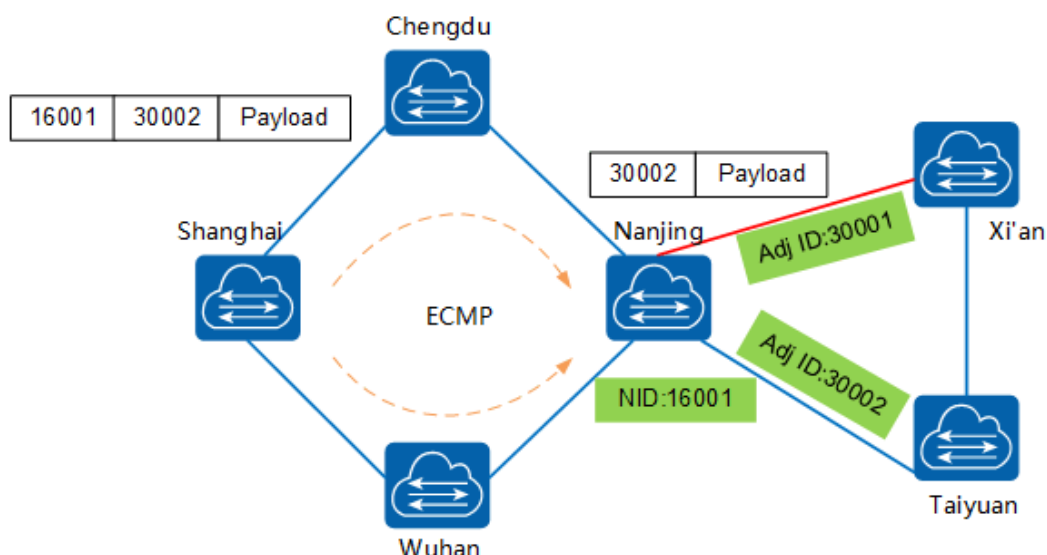 Chengdu
16001 30002 Payload
30002 Payload
Shanghai
Nanjing
Adj ID:30001
Xi'an
ECMP
Adj ID:30002
NID:16001
Taiyuan
Wuhan